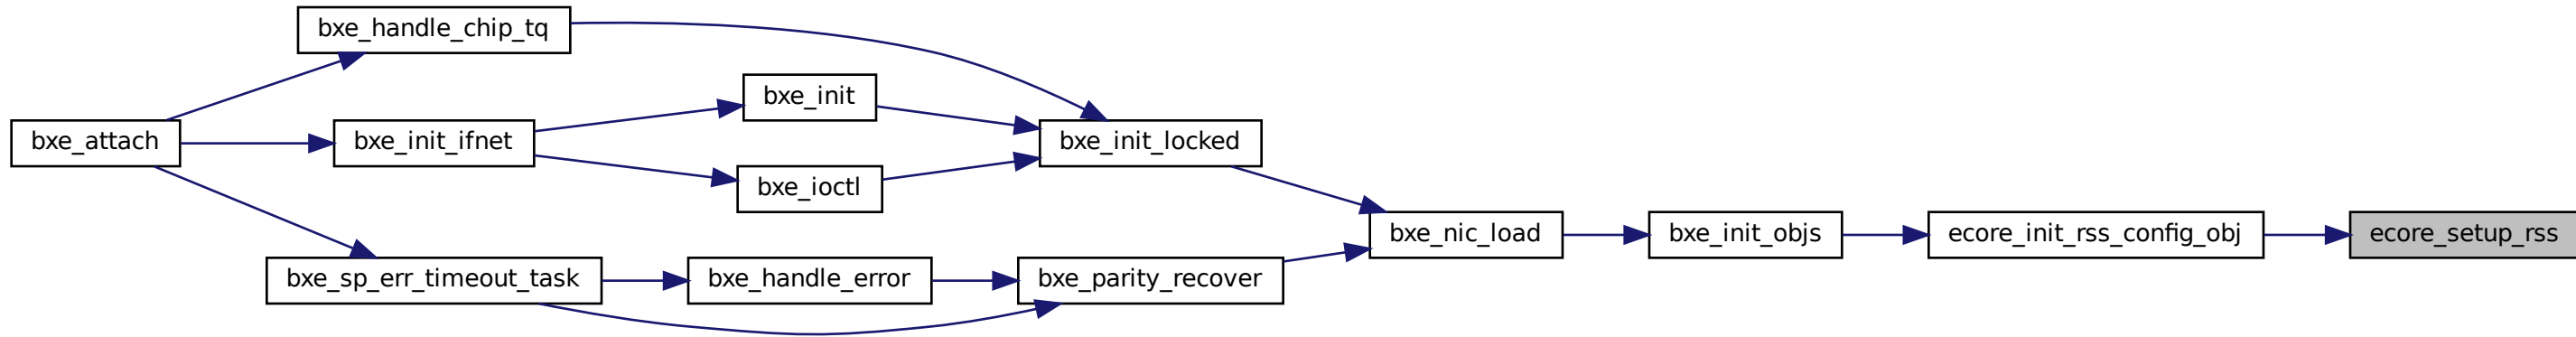 bxe_handle_chip_tq
bxe_init
bxe_attach
bxe_init_ifnet
bxe_init_locked
bxe_ioctl
bxe_nic_load
bxe_init_objs
ecore_init_rss_config_obj
ecore_setup_rss
bxe_sp_err_timeout_task
bxe_handle_error
bxe_parity_recover